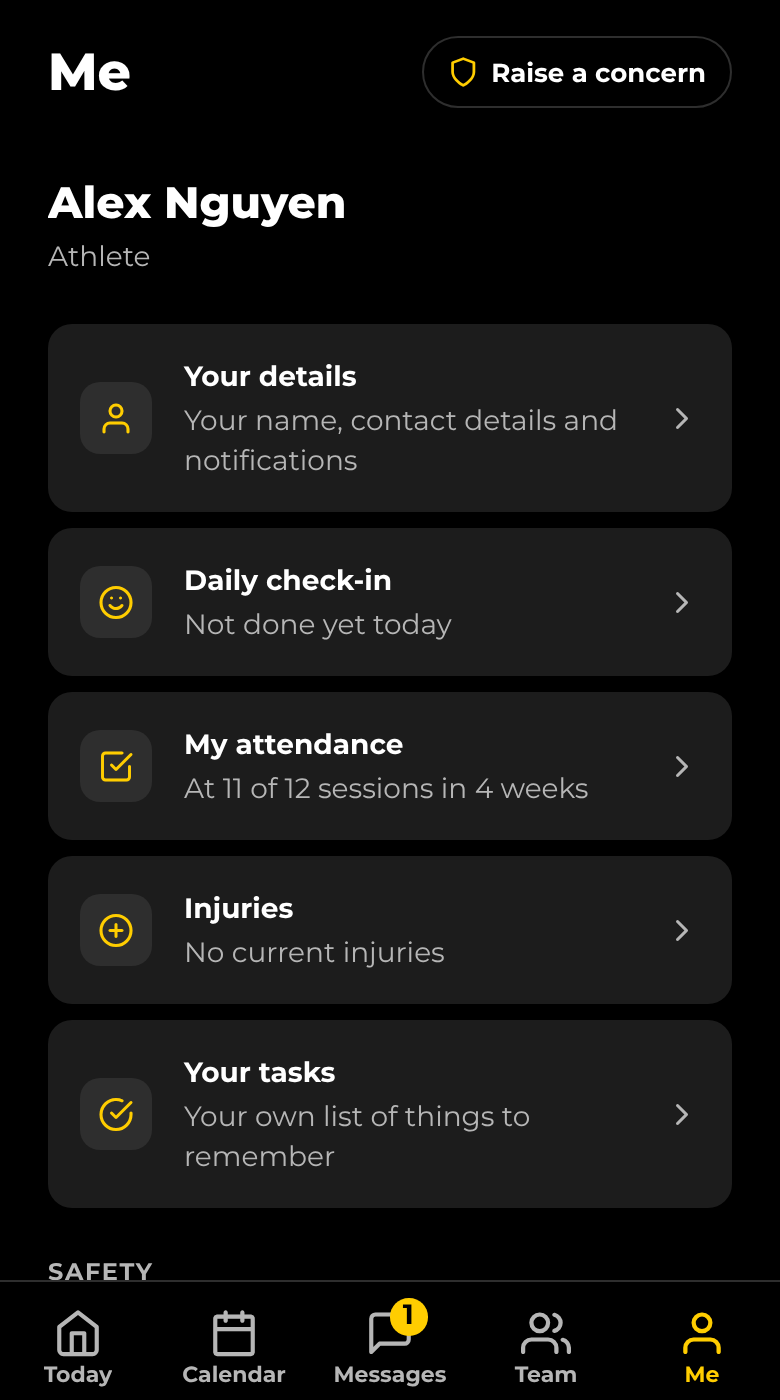 Me
Raise a concern
Alex Nguyen
Athlete
Your details
Your name, contact details and
notifications
Daily check-in
Not done yet today
My attendance
At 11 of 12 sessions in 4 weeks
Injuries
No current injuries
Your tasks
Your own list of things to
remember
SAFETY
1
Today
Calendar
Messages
Team
Me